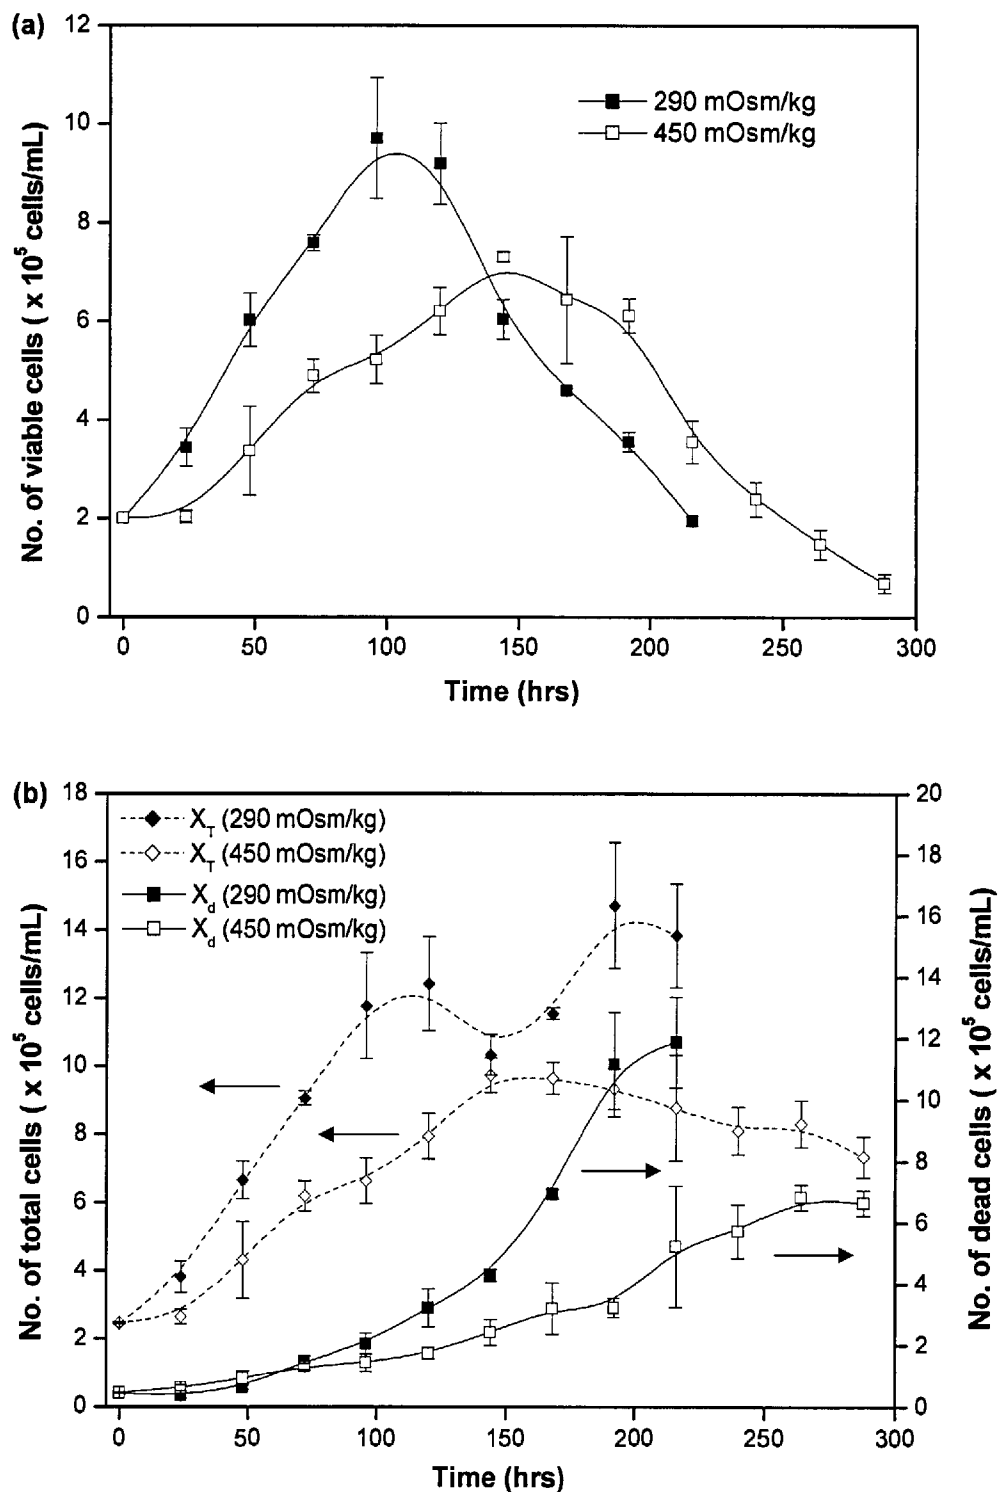 (a)
12
10
8
6
4
2
0
No. of viable cells ( x 10⁵ cells/mL)
290 mOsm/kg
450 mOsm/kg
0 50 100 150 200 250 300
Time (hrs)
(b)
18
16
14
12
10
8
6
4
2
0
No. of total cells ( x 10⁵ cells/mL)
X_T (290 mOsm/kg)
X_T (450 mOsm/kg)
X_d (290 mOsm/kg)
X_d (450 mOsm/kg)
20
18
16
14
12
10
8
6
4
2
0
No. of dead cells ( x 10⁵ cells/mL)
0 50 100 150 200 250 300
Time (hrs)